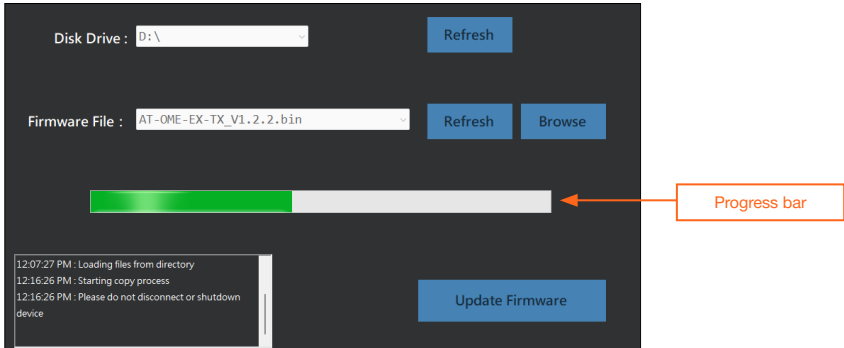 Disk Drive : D:\ Refresh
Firmware File : AT-OME-EX-TX_V1.2.2.bin Refresh Browse
Progress bar
12:07:27 PM : Loading files from directory
12:16:26 PM : Starting copy process
12:16:26 PM : Please do not disconnect or shutdown
device
Update Firmware